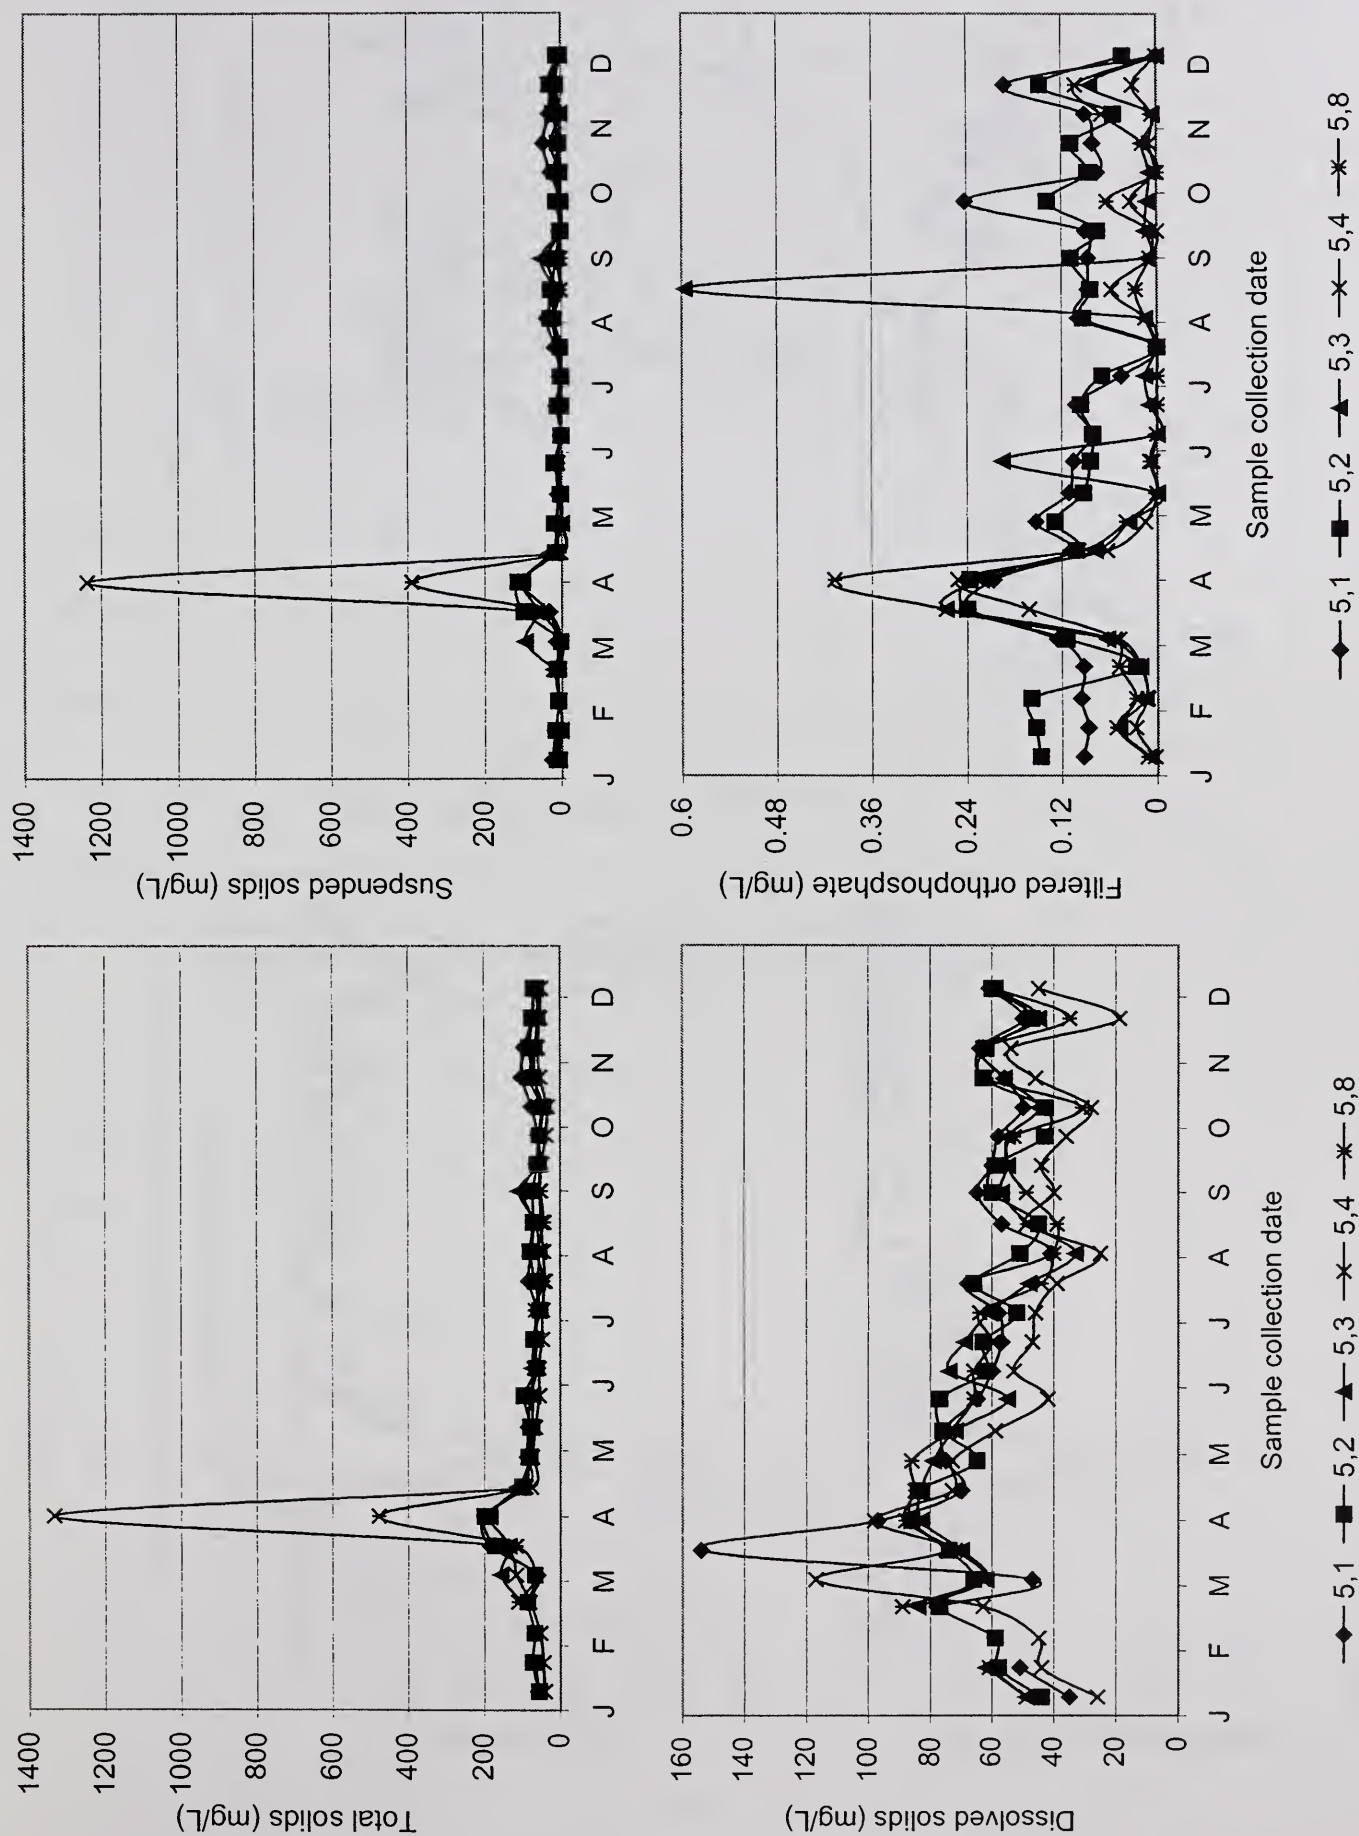 Total solids (mg/L)
1400
1200
1000
800
600
400
200
0
J F M A M J J A S O N D
Suspended solids (mg/L)
1400
1200
1000
800
600
400
200
0
J F M A M J J A S O N D
Dissolved solids (mg/L)
160
140
120
100
80
60
40
20
0
J F M A M J J A S O N D
Sample collection date
5,1 5,2 5,3 5,4 5,8
Filtered orthophosphate (mg/L)
0.6
0.48
0.36
0.24
0.12
0
J F M A M J J A S O N D
Sample collection date
5,1 5,2 5,3 5,4 5,8